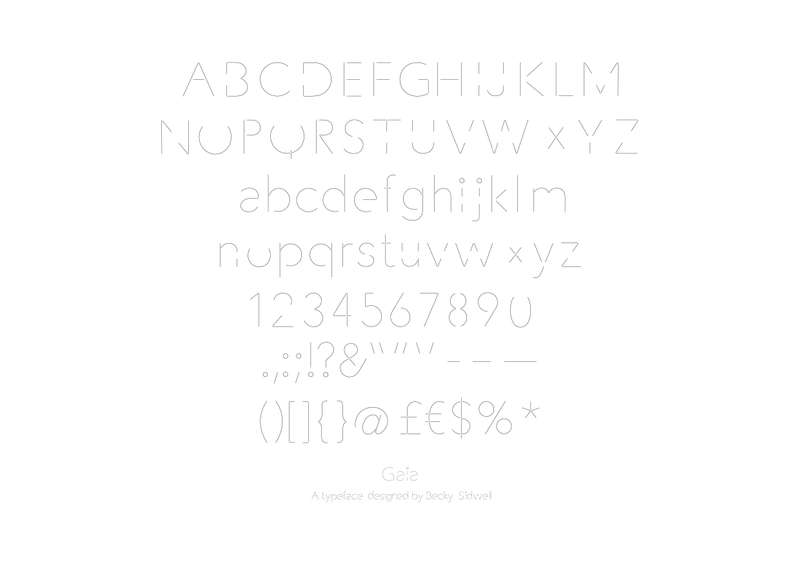 ABCDEFGHIJKLM
NOPQRSTUVWXYZ
abcdefghijklm
nopqrstuvwxyz
1234567890
.,:;!?&‘’“”‘’ - – —
()[]{}@£€$%*
Gaia
A typeface designed by Becky Sidwell